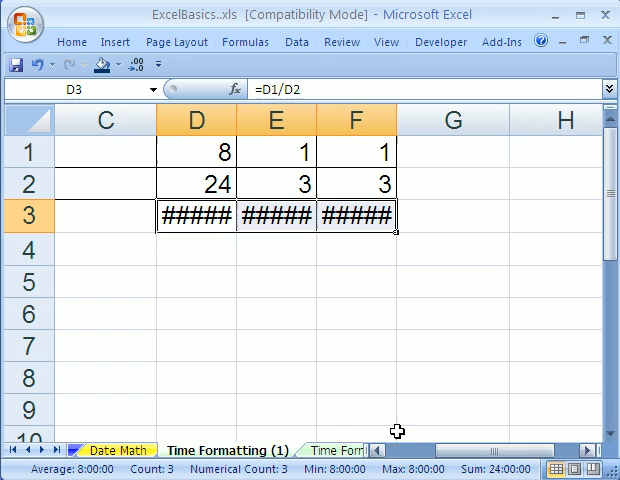 ExcelBasics..xls [Compatibility Mode] - Microsoft Excel
Home Insert Page Layout Formulas Data Review View Developer Add-Ins
D3 fx =D1/D2
C D E F G H
1 8 1 1
2 24 3 3
3 ##### ##### #####
4
5
6
7
8
9
10
Date Math Time Formatting (1) Time Form
Average: 8:00:00 Count: 3 Numerical Count: 3 Min: 8:00:00 Max: 8:00:00 Sum: 24:00:00